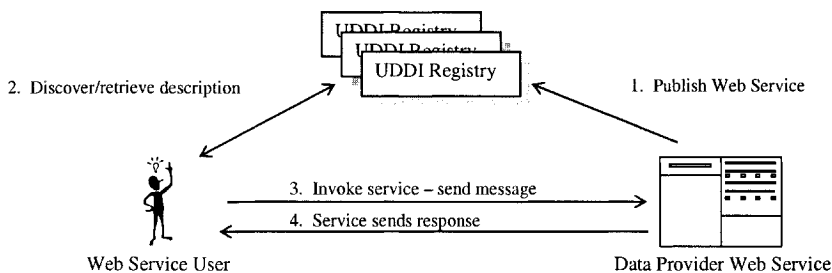 UDDI Registry
UDDI Registry
UDDI Registry
2. Discover/retrieve description
1. Publish Web Service
3. Invoke service – send message
4. Service sends response
Web Service User
Data Provider Web Service